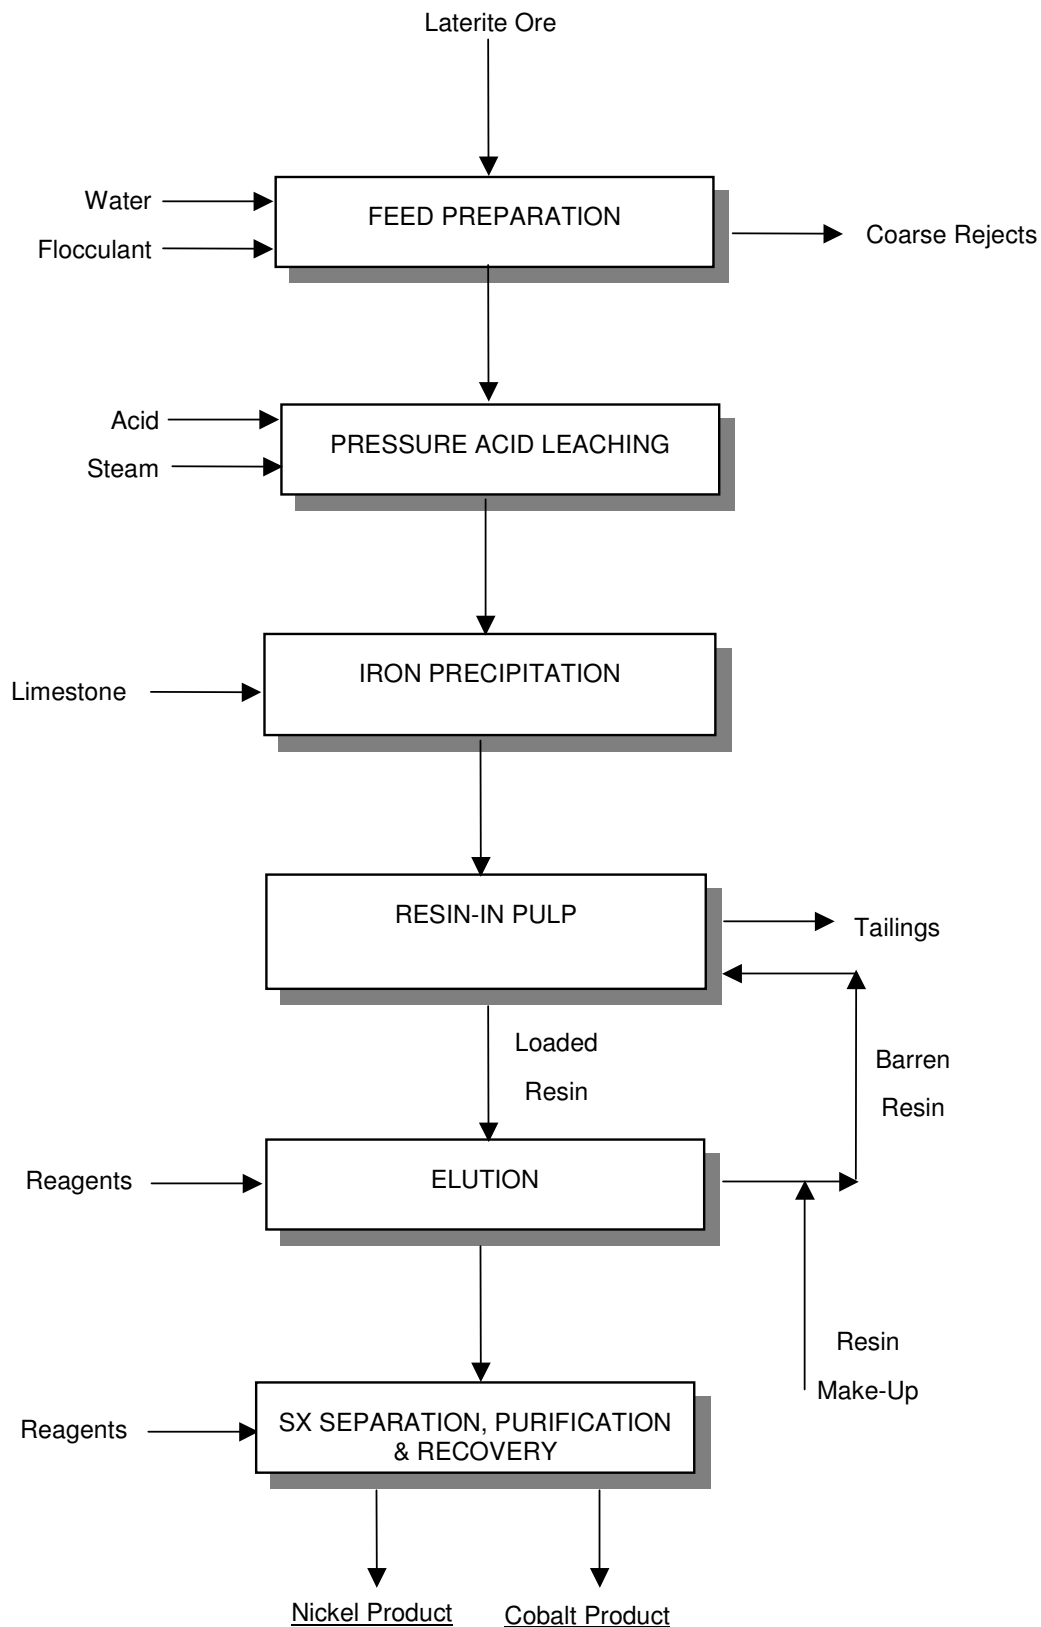 Laterite Ore
Water
FEED PREPARATION
Flocculant
Coarse Rejects
Acid
PRESSURE ACID LEACHING
Steam
IRON PRECIPITATION
Limestone
RESIN-IN PULP
Tailings
Loaded
Resin
Barren
Resin
Reagents
ELUTION
Resin
Make-Up
Reagents
SX SEPARATION, PURIFICATION
& RECOVERY
Nickel Product
Cobalt Product